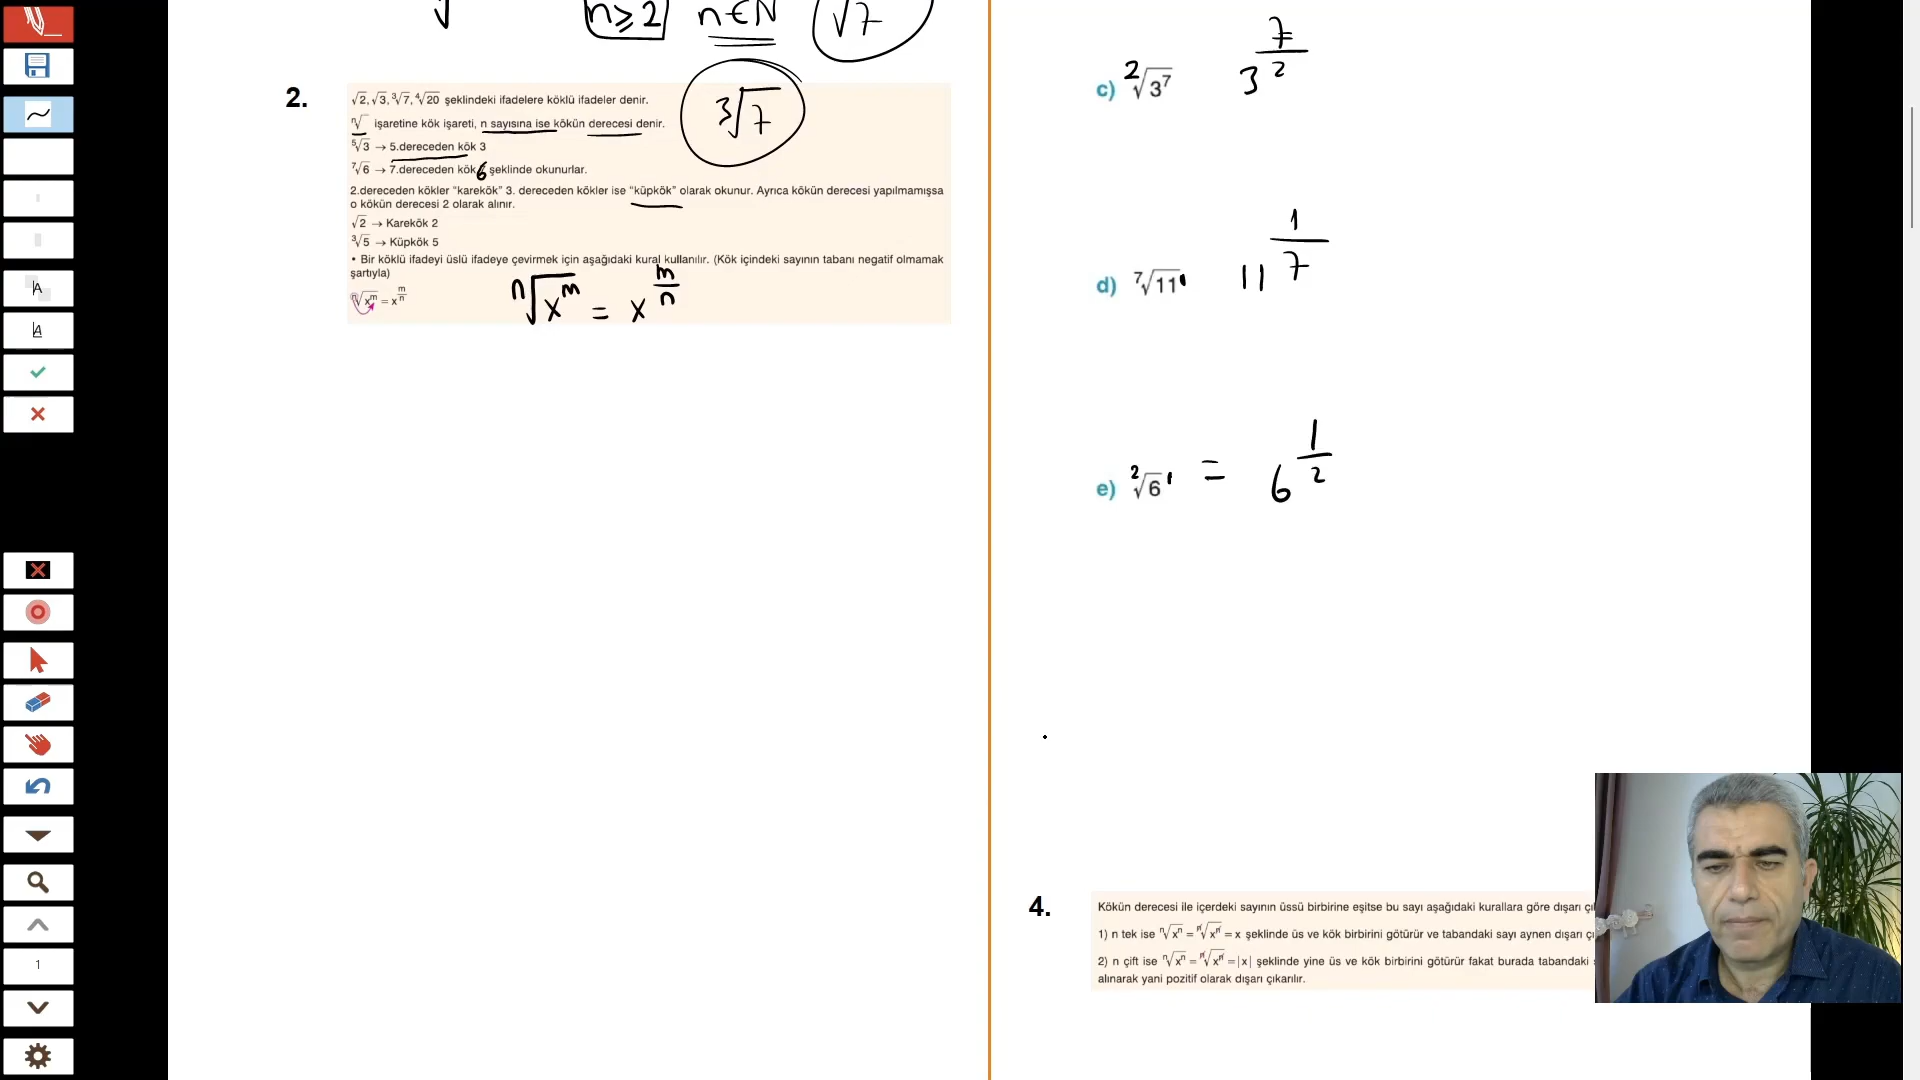 n ≥ 2 n ∈ N √7
2.
√2, √3, ³√7, ⁴√20 şeklindeki ifadelere köklü ifadeler denir.
ⁿ√ işaretine kök işareti, n sayısına ise kökün derecesi denir.
³√7
⁵√3 → 5.dereceden kök 3
⁷√6 → 7.dereceden kök 6 şeklinde okunurlar.
2.dereceden kökler “karekök” 3. dereceden kökler ise “küpkök” olarak okunur. Ayrıca kökün derecesi yapılmamışsa
o kökün derecesi 2 olarak alınır.
√2 → Karekök 2
³√5 → Küpkök 5
• Bir köklü ifadeyi üslü ifadeye çevirmek için aşağıdaki kural kullanılır. (Kök içindeki sayının tabanı negatif olmamak
şartıyla)
ⁿ√xᵐ = x^(m/n)
ⁿ√xᵐ = x^(m/n)
c) ²√3⁷ 3^(7/2)
d) ⁷√11¹ 11^(1/7)
e) ²√6¹ = 6^(1/2)
4.
Kökün derecesi ile içerdeki sayının üssü birbirine eşitse bu sayı aşağıdaki kurallara göre dışarı
1) n tek ise ⁿ√xⁿ = ⁿ√xⁿ = x şeklinde üs ve kök birbirini götürür ve tabandaki sayı aynen dışarı
2) n çift ise ⁿ√xⁿ = ⁿ√xⁿ = |x| şeklinde yine üs ve kök birbirini götürür fakat burada tabandaki
alınarak yani pozitif olarak dışarı çıkarılır.
A
A
1